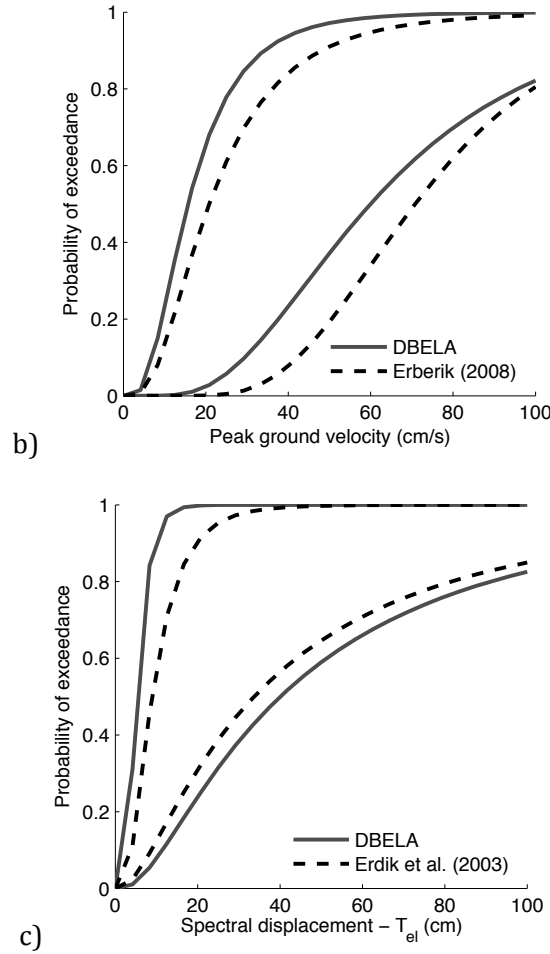 1
0.8
0.6
0.4
0.2
0
Probability of exceedance
DBELA
Erberik (2008)
0 20 40 60 80 100
Peak ground velocity (cm/s)
b)
1
0.8
0.6
0.4
0.2
0
Probability of exceedance
DBELA
Erdik et al. (2003)
0 20 40 60 80 100
Spectral displacement − T_el (cm)
c)